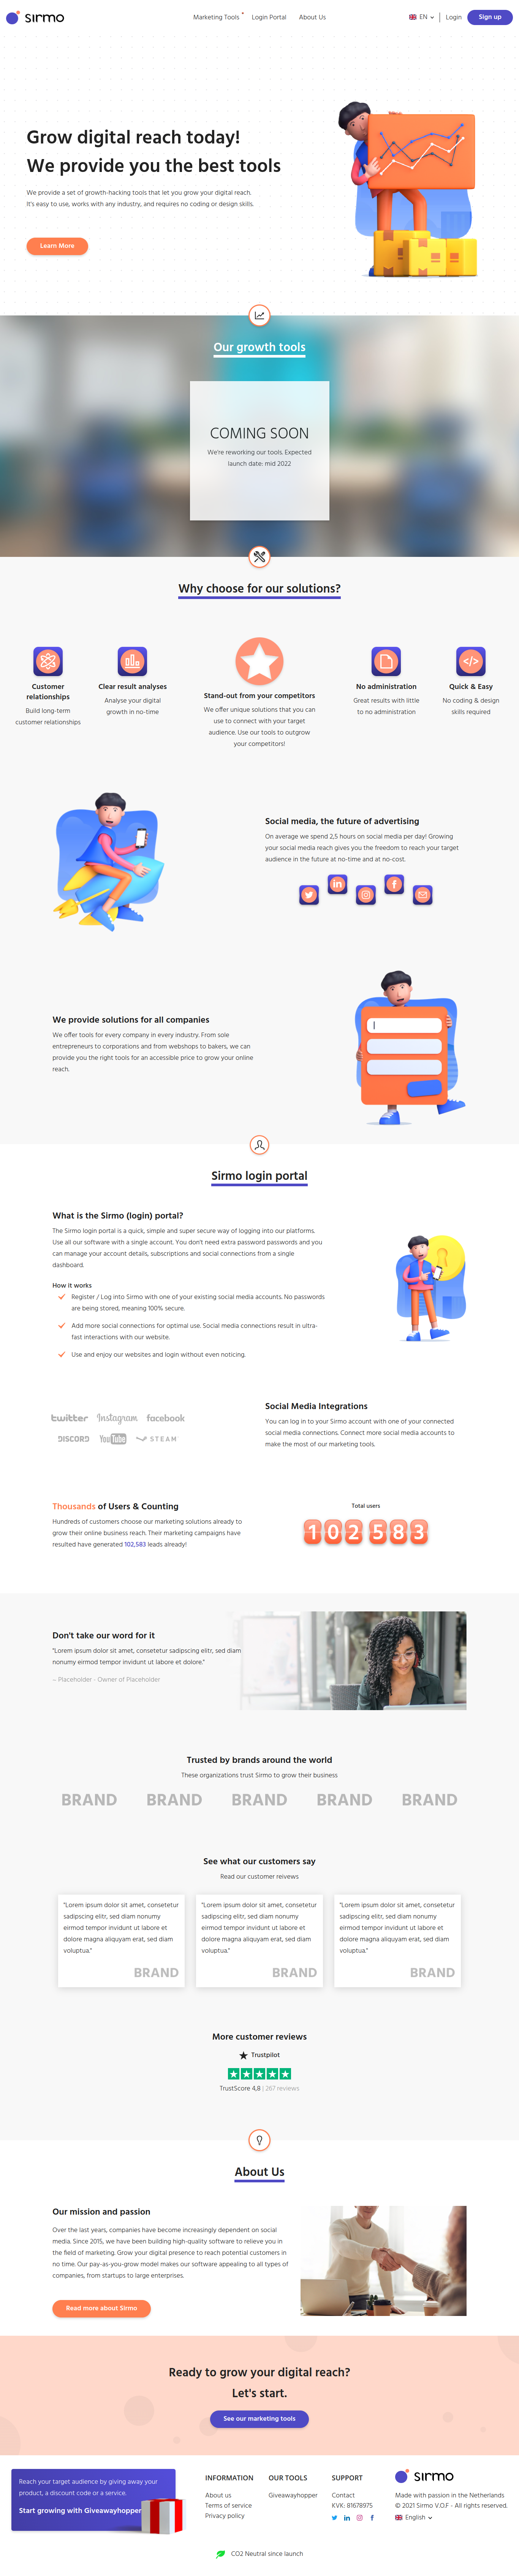 sırmo
Marketing Tools
Login Portal
About Us
EN
Login
Sign up
Grow digital reach today!
We provide you the best tools
We provide a set of growth-hacking tools that let you grow your digital reach.
It's easy to use, works with any industry, and requires no coding or design skills.
Learn More
Our growth tools
COMING SOON
We're reworking our tools. Expected
launch date: mid 2022
Why choose for our solutions?
Customer
relationships
Build long-term
customer relationships
Clear result analyses
Analyse your digital
growth in no-time
Stand-out from your competitors
We offer unique solutions that you can
use to connect with your target
audience. Use our tools to outgrow
your competitors!
No administration
Great results with little
to no administration
Quick & Easy
No coding & design
skills required
Social media, the future of advertising
On average we spend 2,5 hours on social media per day! Growing
your social media reach gives you the freedom to reach your target
audience in the future at no-time and at no-cost.
We provide solutions for all companies
We offer tools for every company in every industry. From sole
entrepreneurs to corporations and from webshops to bakers, we can
provide you the right tools for an accessible price to grow your online
reach.
Sirmo login portal
What is the Sirmo (login) portal?
The Sirmo login portal is a quick, simple and super secure way of logging into our platforms.
Use all our software with a single account. You don't need extra password passwords and you
can manage your account details, subscriptions and social connections from a single
dashboard.
How it works
Register / Log into Sirmo with one of your existing social media accounts. No passwords
are being stored, meaning 100% secure.
Add more social connections for optimal use. Social media connections result in ultra-
fast interactions with our website.
Use and enjoy our websites and login without even noticing.
twitter Instagram facebook
DISCORD YouTube STEAM
Social Media Integrations
You can log in to your Sirmo account with one of your connected
social media connections. Connect more social media accounts to
make the most of our marketing tools.
Thousands of Users & Counting
Hundreds of customers choose our marketing solutions already to
grow their online business reach. Their marketing campaigns have
resulted have generated 102,583 leads already!
Total users
102 583
Don't take our word for it
"Lorem ipsum dolor sit amet, consetetur sadipscing elitr, sed diam
nonumy eirmod tempor invidunt ut labore et dolore."
– Placeholder - Owner of Placeholder
Trusted by brands around the world
These organizations trust Sirmo to grow their business
BRAND BRAND BRAND BRAND BRAND
See what our customers say
Read our customer reivews
"Lorem ipsum dolor sit amet, consetetur
sadipscing elitr, sed diam nonumy
eirmod tempor invidunt ut labore et
dolore magna aliquyam erat, sed diam
voluptua."
BRAND
"Lorem ipsum dolor sit amet, consetetur
sadipscing elitr, sed diam nonumy
eirmod tempor invidunt ut labore et
dolore magna aliquyam erat, sed diam
voluptua."
BRAND
"Lorem ipsum dolor sit amet, consetetur
sadipscing elitr, sed diam nonumy
eirmod tempor invidunt ut labore et
dolore magna aliquyam erat, sed diam
voluptua."
BRAND
More customer reviews
Trustpilot
TrustScore 4,8 | 267 reviews
About Us
Our mission and passion
Over the last years, companies have become increasingly dependent on social
media. Since 2015, we have been building high-quality software to relieve you in
the field of marketing. Grow your digital presence to reach potential customers in
no time. Our pay-as-you-grow model makes our software appealing to all types of
companies, from startups to large enterprises.
Read more about Sirmo
Ready to grow your digital reach?
Let's start.
See our marketing tools
Reach your target audience by giving away your
product, a discount code or a service.
Start growing with Giveawayhopper
INFORMATION
About us
Terms of service
Privacy policy
OUR TOOLS
Giveawayhopper
SUPPORT
Contact
KVK: 81678975
sırmo
Made with passion in the Netherlands
© 2021 Sirmo V.O.F - All rights reserved.
English
CO2 Neutral since launch